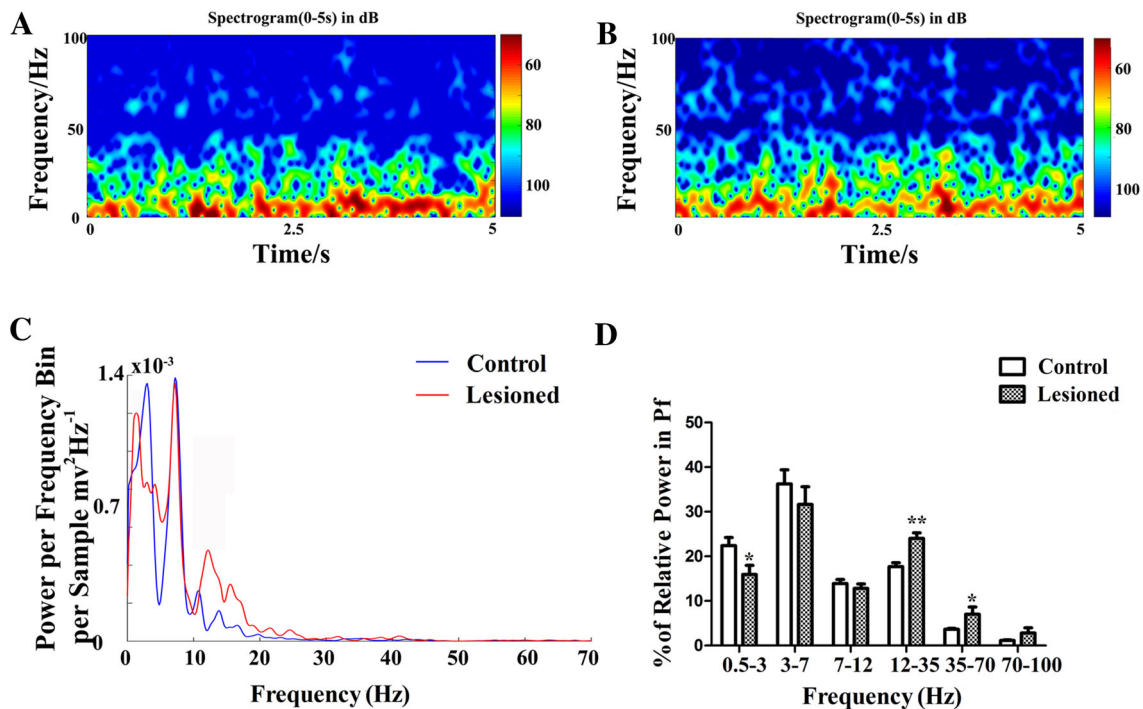 A
Spectrogram(0-5s) in dB
100
50
0
Frequency/Hz
0
2.5
5
Time/s
60
80
100
B
Spectrogram(0-5s) in dB
100
50
0
Frequency/Hz
0
2.5
5
Time/s
60
80
100
C
Power per Frequency Bin
per Sample mv²Hz⁻¹
x10⁻³
1.4
0.7
0
Control
Lesioned
0
10
20
30
40
50
60
70
Frequency (Hz)
D
Control
Lesioned
% of Relative Power in Pf
50
40
30
20
10
0
*
**
*
0.5-3
3-7
7-12
12-35
35-70
70-100
Frequency (Hz)